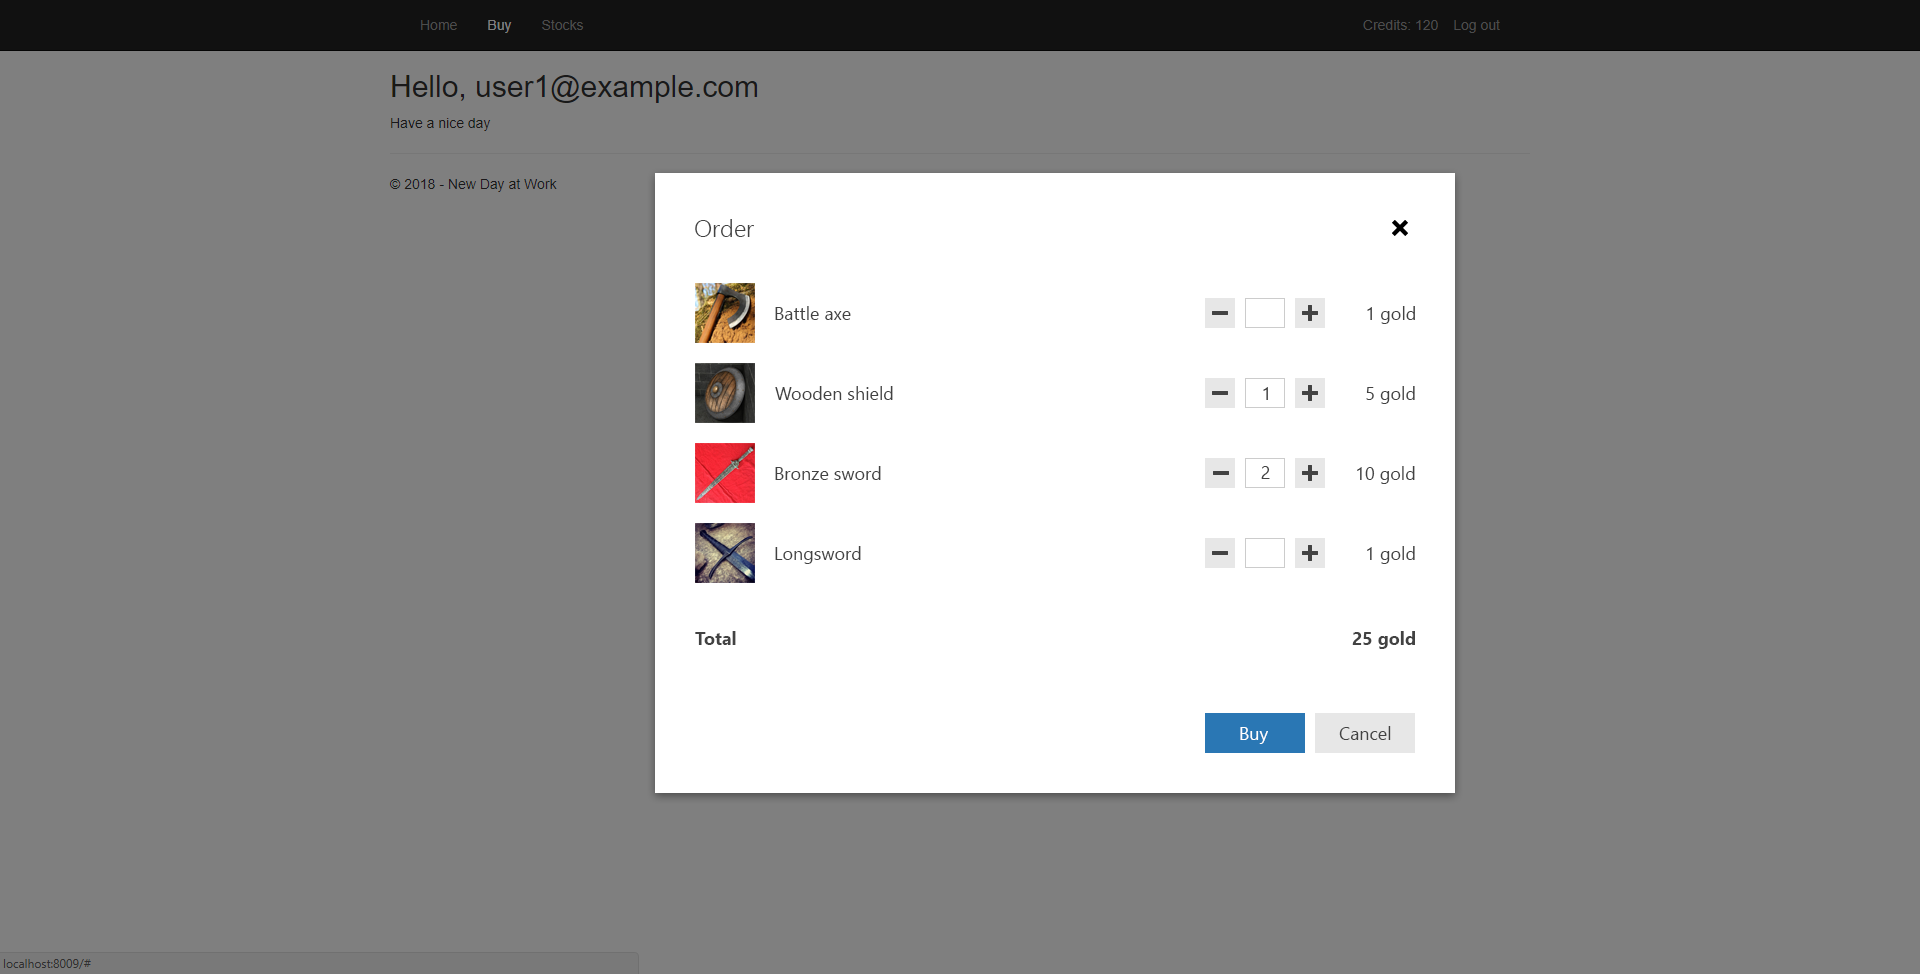 Home Buy Stocks Credits: 120 Log out
Hello, user1@example.com
Have a nice day
© 2018 - New Day at Work
Order
Battle axe 1 gold
Wooden shield 1 5 gold
Bronze sword 2 10 gold
Longsword 1 gold
Total 25 gold
Buy Cancel
localhost:8009/#